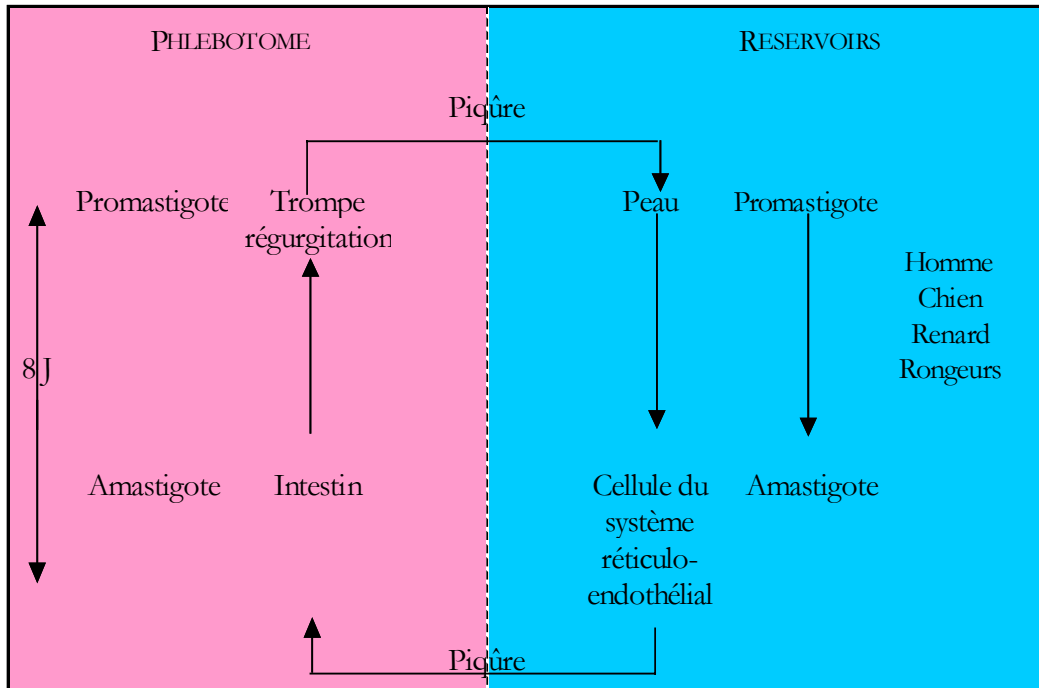 PHLEBOTOME
RESERVOIRS
Piqûre
Promastigote
Trompe
régurgitation
Peau
Promastigote
Homme
Chien
Renard
Rongeurs
8 J
Amastigote
Intestin
Cellule du
système
réticulo-
endothélial
Amastigote
Piqûre